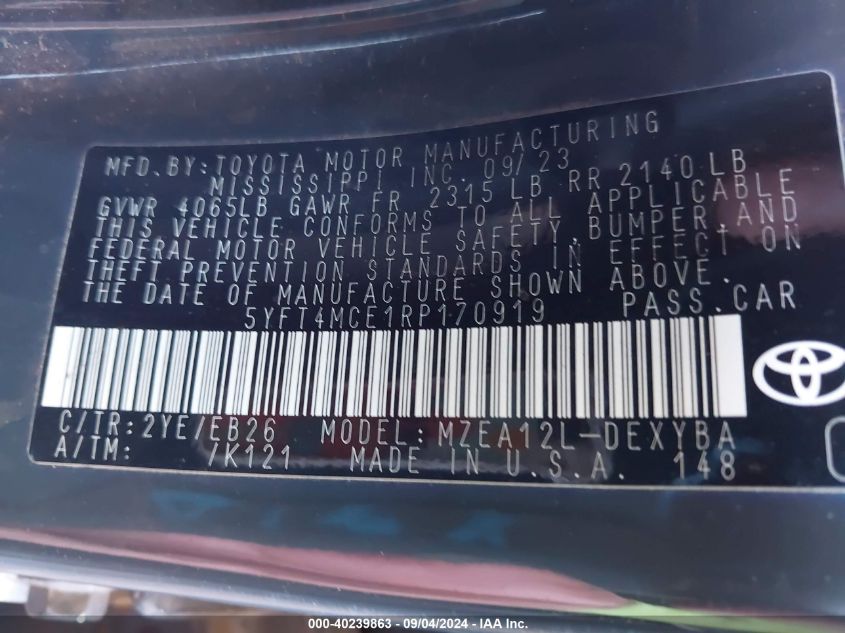 MFD. BY: TOYOTA MOTOR MANUFACTURING
MISSISSIPPI INC. 09/23
GVWR 4065LB GAWR FR 2315 LB RR 2140 LB
THIS VEHICLE CONFORMS TO ALL APPLICABLE
FEDERAL MOTOR VEHICLE SAFETY, BUMPER, AND
THEFT PREVENTION STANDARDS IN EFFECT ON
THE DATE OF MANUFACTURE SHOWN ABOVE.
5YFT4MCE1RP170919 PASS. CAR
C/TR: 2YE/EB26 MODEL: MZEA12L-DEXYBA
A/TM: /K121 MADE IN U.S.A. 148
000-40239863 - 09/04/2024 - IAA Inc.